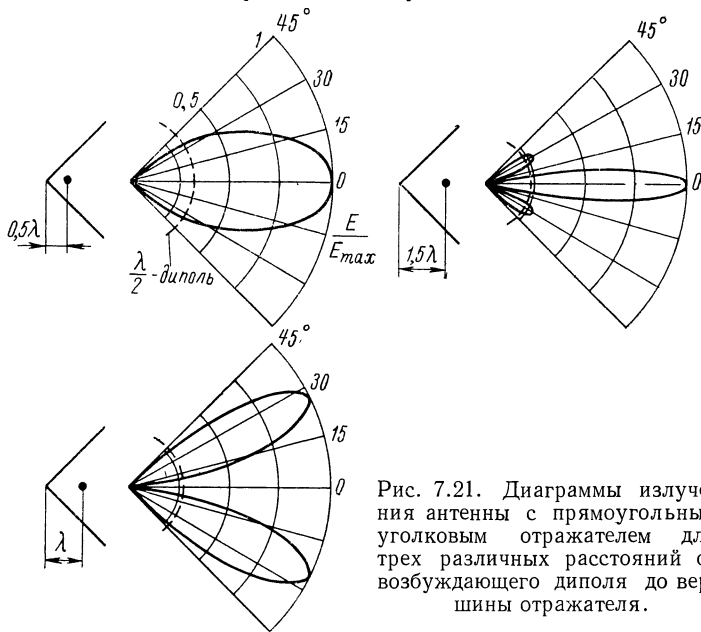 45°
1
30
0,5
15
0
0,5λ
λ/2-диполь
E/Emax
45°
30
15
0
1,5λ
45°
30
15
0
λ
Рис. 7.21. Диаграммы излуче-
ния антенны с прямоугольны
уголковым отражателем дл
трех различных расстояний о
возбуждающего диполя до вер
шины отражателя.